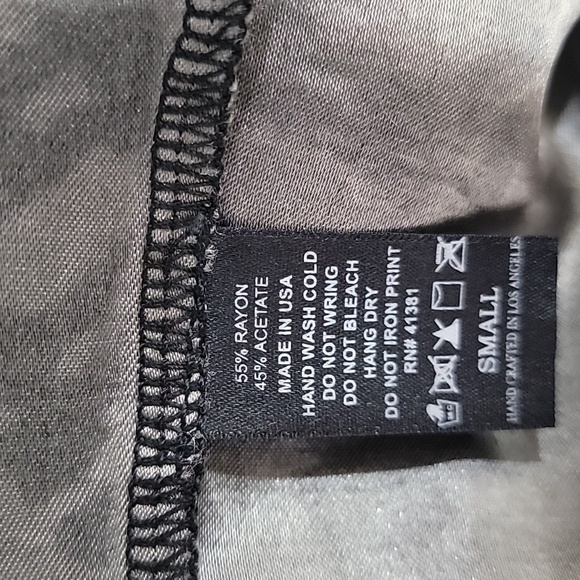 55% RAYON
45% ACETATE
MADE IN USA
HAND WASH COLD
DO NOT WRING
DO NOT BLEACH
HANG DRY
DO NOT IRON PRINT
RN# 41381
SMALL
HAND CRAFTED IN LOS ANGELES